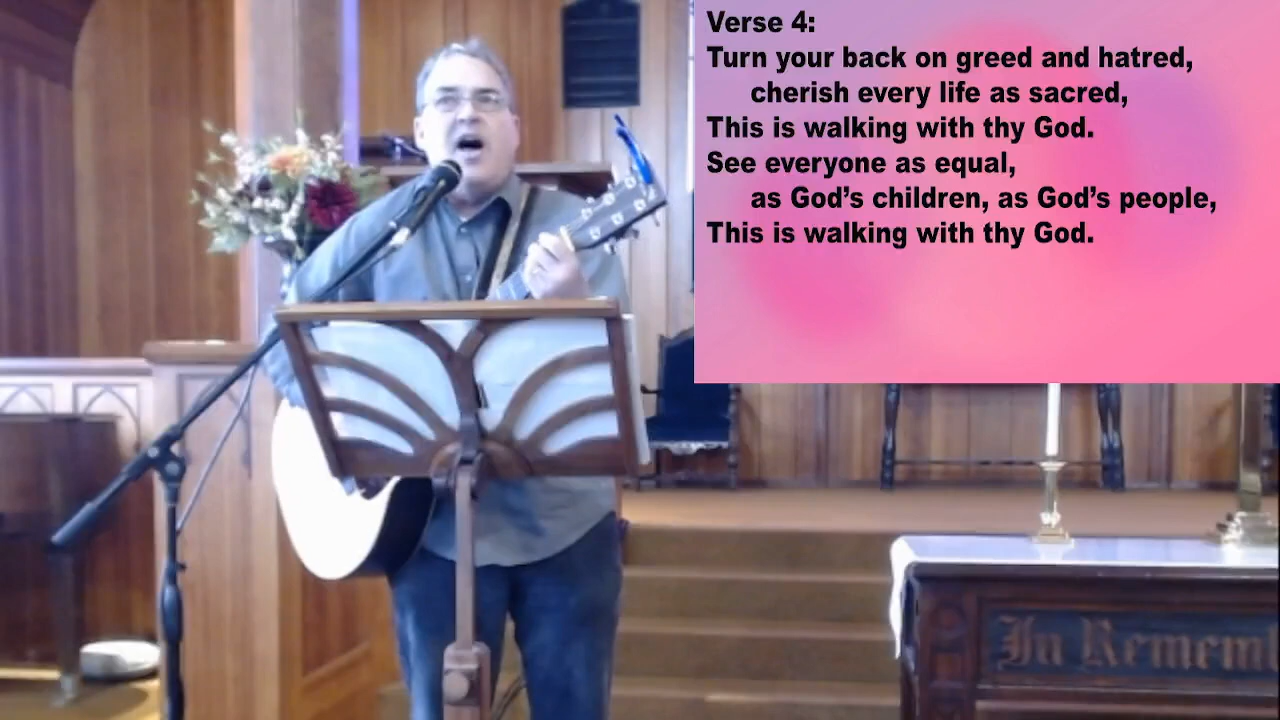 Verse 4:
Turn your back on greed and hatred,
cherish every life as sacred,
This is walking with thy God.
See everyone as equal,
as God’s children, as God’s people,
This is walking with thy God.
In Rememb